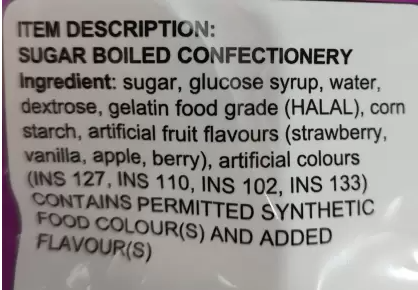 ITEM DESCRIPTION:
SUGAR BOILED CONFECTIONERY
Ingredient: sugar, glucose syrup, water,
dextrose, gelatin food grade (HALAL), corn
starch, artificial fruit flavours (strawberry,
vanilla, apple, berry), artificial colours
(INS 127, INS 110, INS 102, INS 133)
CONTAINS PERMITTED SYNTHETIC
FOOD COLOUR(S) AND ADDED
FLAVOUR(S)